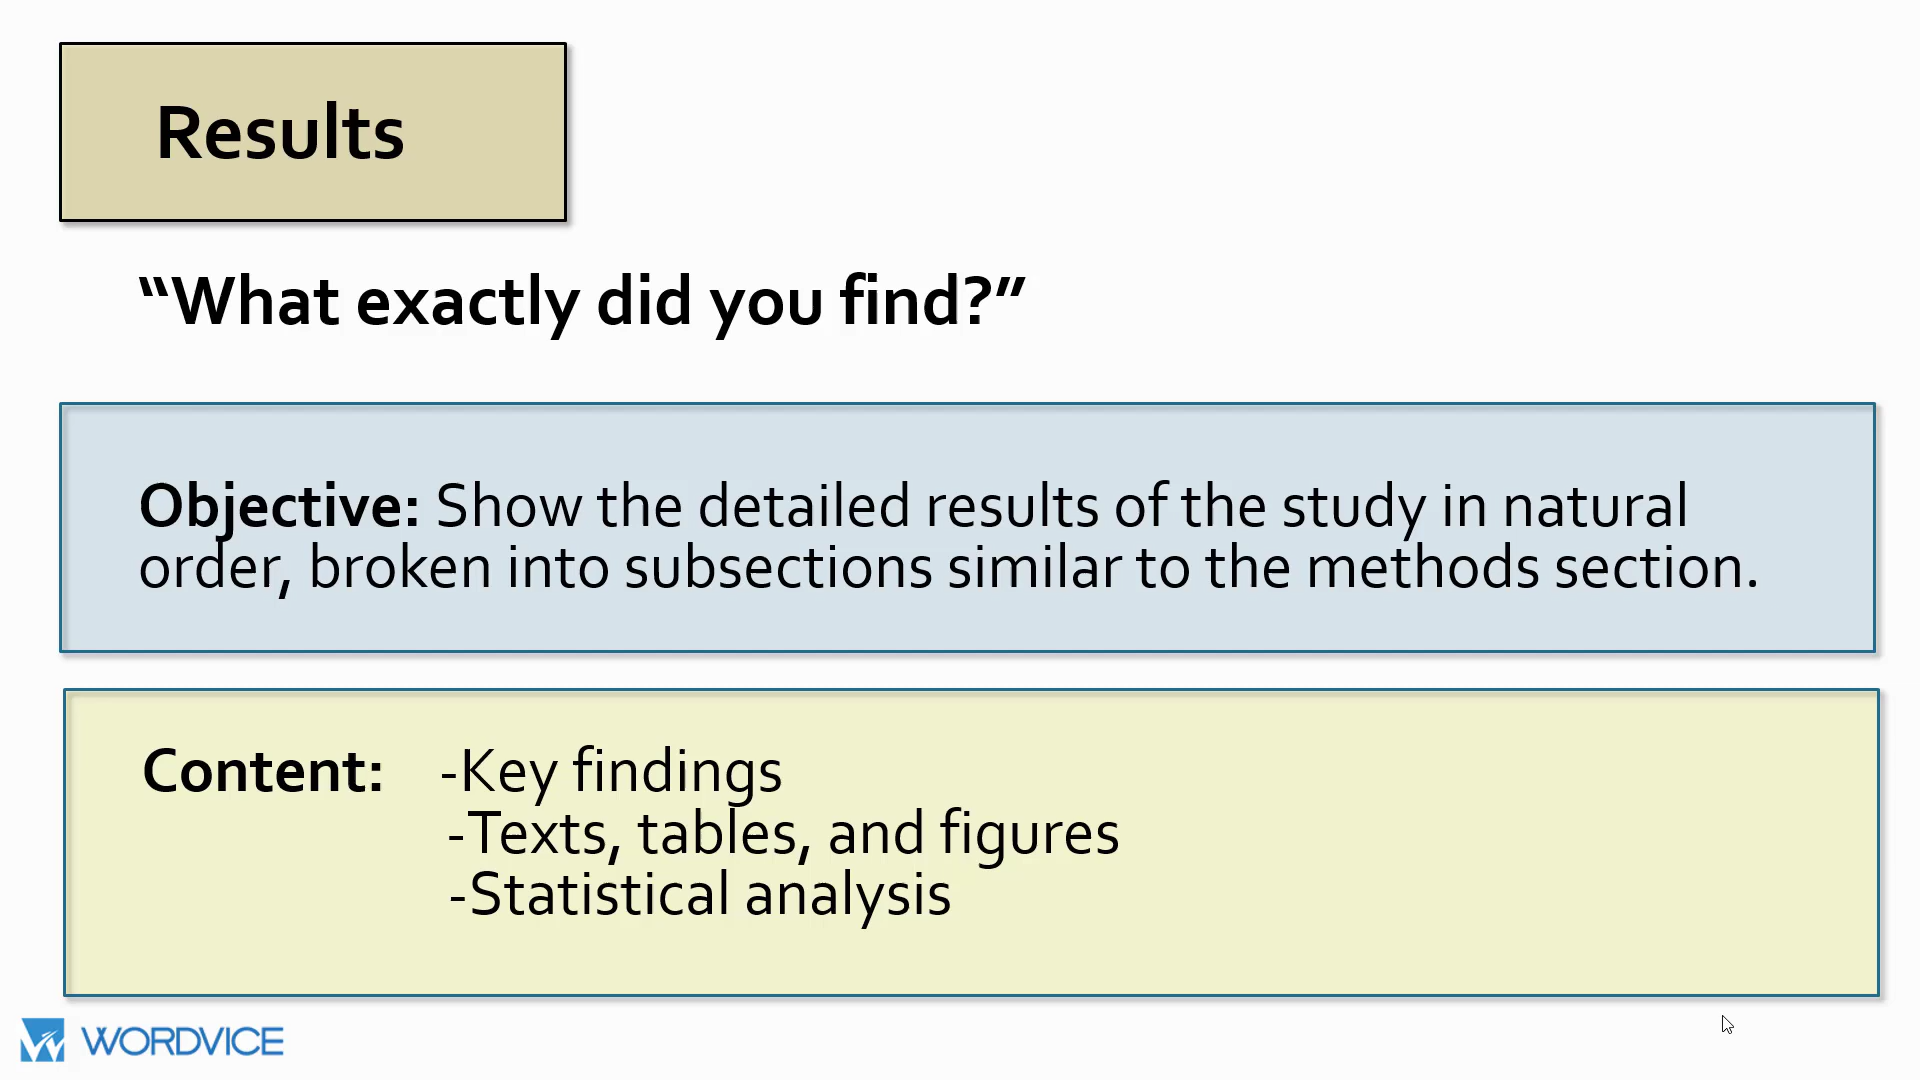 Results
“What exactly did you find?”
Objective: Show the detailed results of the study in natural
order, broken into subsections similar to the methods section.
Content: -Key findings
-Texts, tables, and figures
-Statistical analysis
WORDVICE